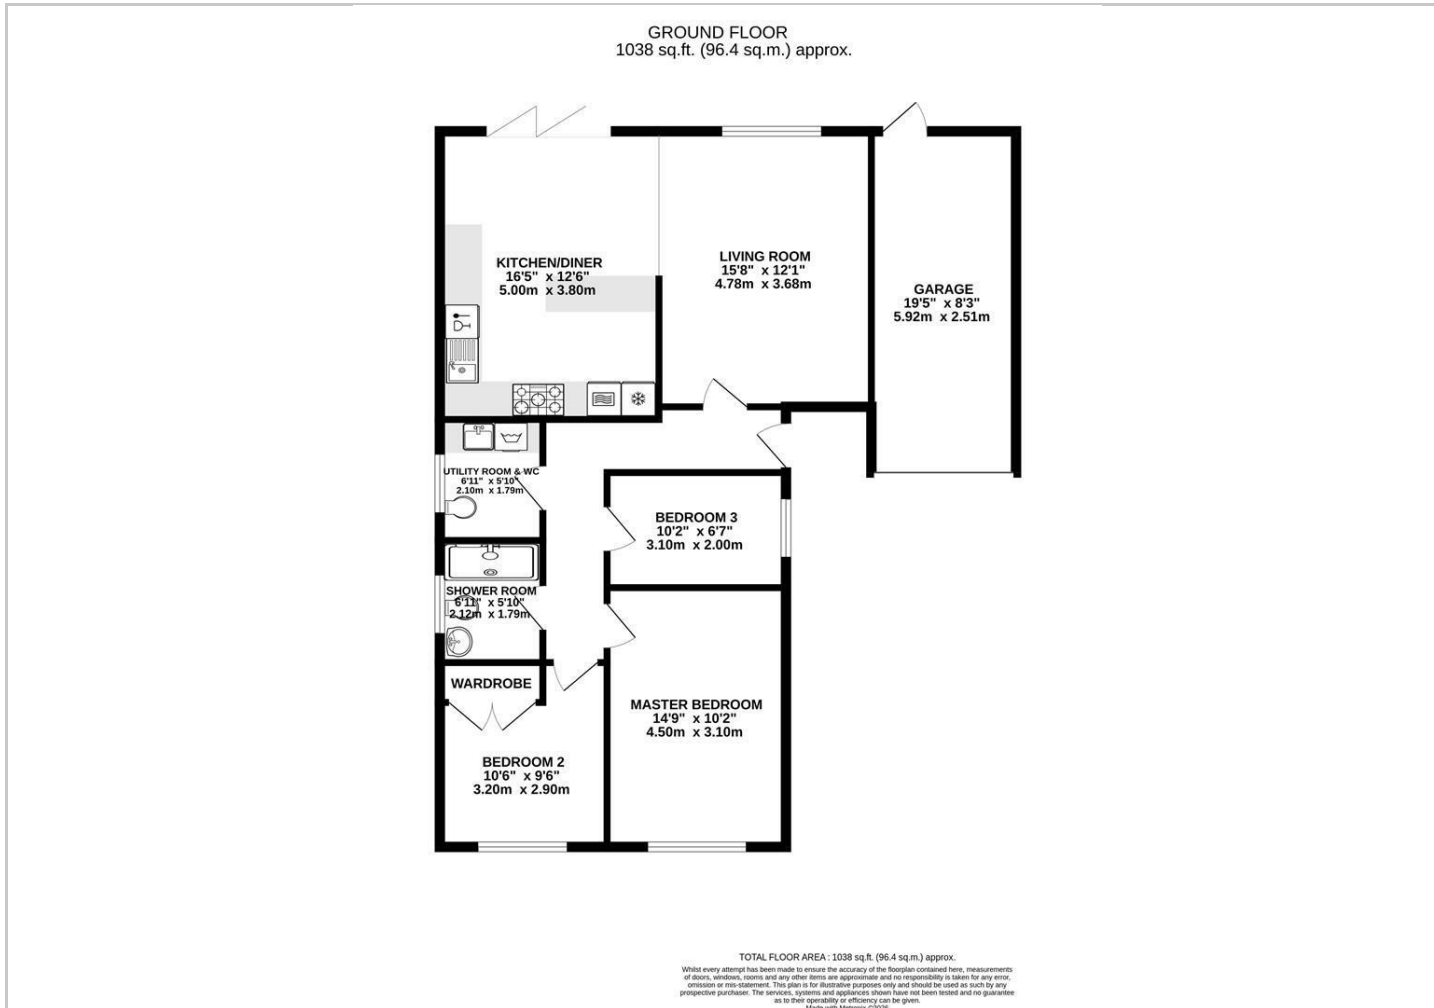 GROUND FLOOR
1038 sq.ft. (96.4 sq.m.) approx.
KITCHEN/DINER
16'5" x 12'6"
5.00m x 3.80m
LIVING ROOM
15'8" x 12'1"
4.78m x 3.68m
GARAGE
19'5" x 8'3"
5.92m x 2.51m
UTILITY ROOM & WC
6'11" x 5'10"
2.10m x 1.79m
BEDROOM 3
10'2" x 6'7"
3.10m x 2.00m
SHOWER ROOM
6'11" x 5'10"
2.12m x 1.79m
WARDROBE
MASTER BEDROOM
14'9" x 10'2"
4.50m x 3.10m
BEDROOM 2
10'6" x 9'6"
3.20m x 2.90m
TOTAL FLOOR AREA : 1038 sq.ft. (96.4 sq.m.) approx.
Whilst every attempt has been made to ensure the accuracy of the floorplan contained here, measurements
of doors, windows, rooms and any other items are approximate and no responsibility is taken for any error,
omission or mis-statement. This plan is for illustrative purposes only and should be used as such by any
prospective purchaser. The services, systems and appliances shown have not been tested and no guarantee
as to their operability or efficiency can be given.
Made with Metropix ©2026